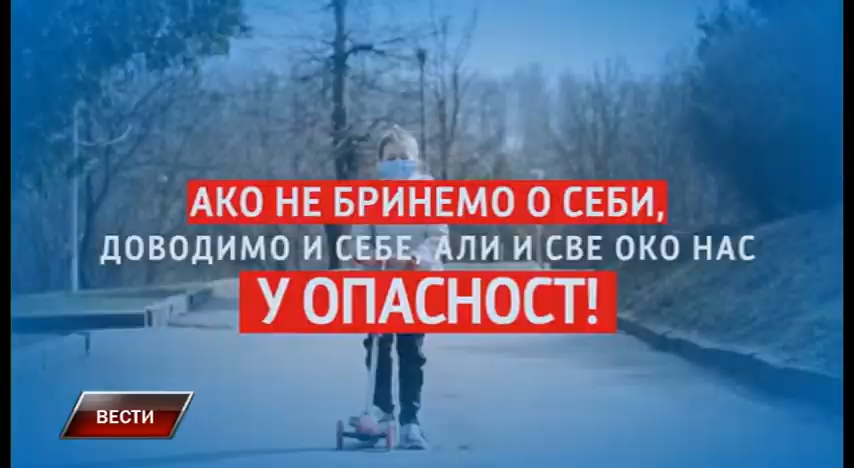 АКО НЕ БРИНЕМО О СЕБИ,
ДОВОДИМО И СЕБЕ, АЛИ И СВЕ ОКО НАС
У ОПАСНОСТ!
ВЕСТИ